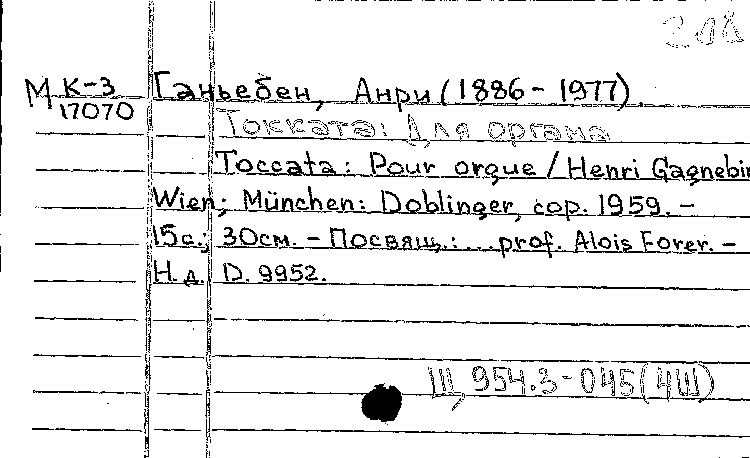 208
М К-3 Ганьебен, Анри (1886 - 1977).
17070
Токката: Для органа
Toccata: Pour orgue / Henri Gagnebin
Wien; München: Doblinger, cop. 1959. -
15с.; 30см. - Посвящ.: ... prof. Alois Forer. -
Н.д. D. 9952.
Щ 954.3-045(4Ш)